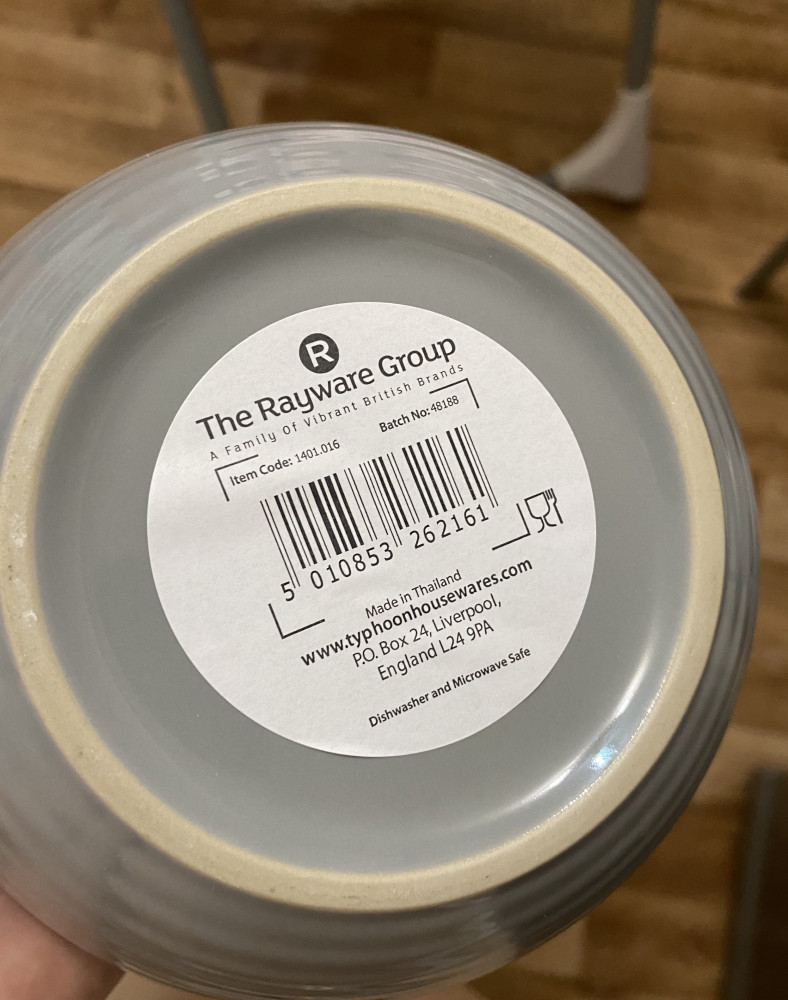 R
The Rayware Group
A Family Of Vibrant British Brands
Item Code: 1401.016
Batch No: 48188
5 010853 262161
Made in Thailand
www.typhoonhousewares.com
P.O. Box 24, Liverpool,
England L24 9PA
Dishwasher and Microwave Safe